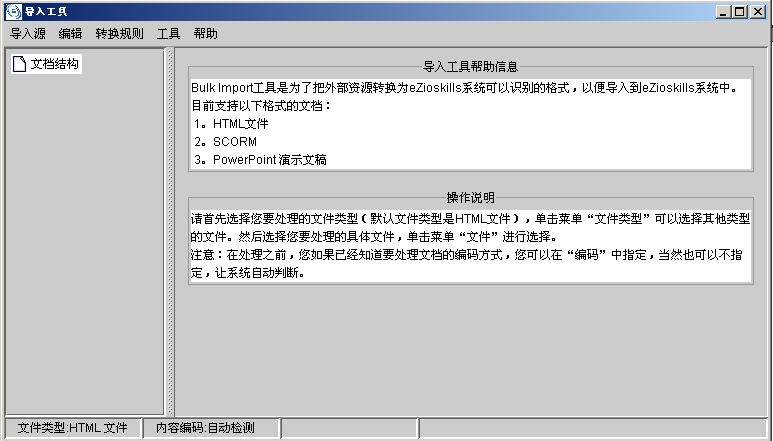 导入工具
导入源 编辑 转换规则 工具 帮助
文档结构
导入工具帮助信息
Bulk Import工具是为了把外部资源转换为eZioskills系统可以识别的格式，以便导入到eZioskills系统中。
目前支持以下格式的文档：
1。HTML文件
2。SCORM
3。PowerPoint 演示文稿
操作说明
请首先选择您要处理的文件类型（默认文件类型是HTML文件），单击菜单“文件类型”可以选择其他类型
的文件。然后选择您要处理的具体文件，单击菜单“文件”进行选择。
注意：在处理之前，您如果已经知道要处理文档的编码方式，您可以在“编码”中指定，当然也可以不指
定，让系统自动判断。
文件类型:HTML 文件 内容编码:自动检测